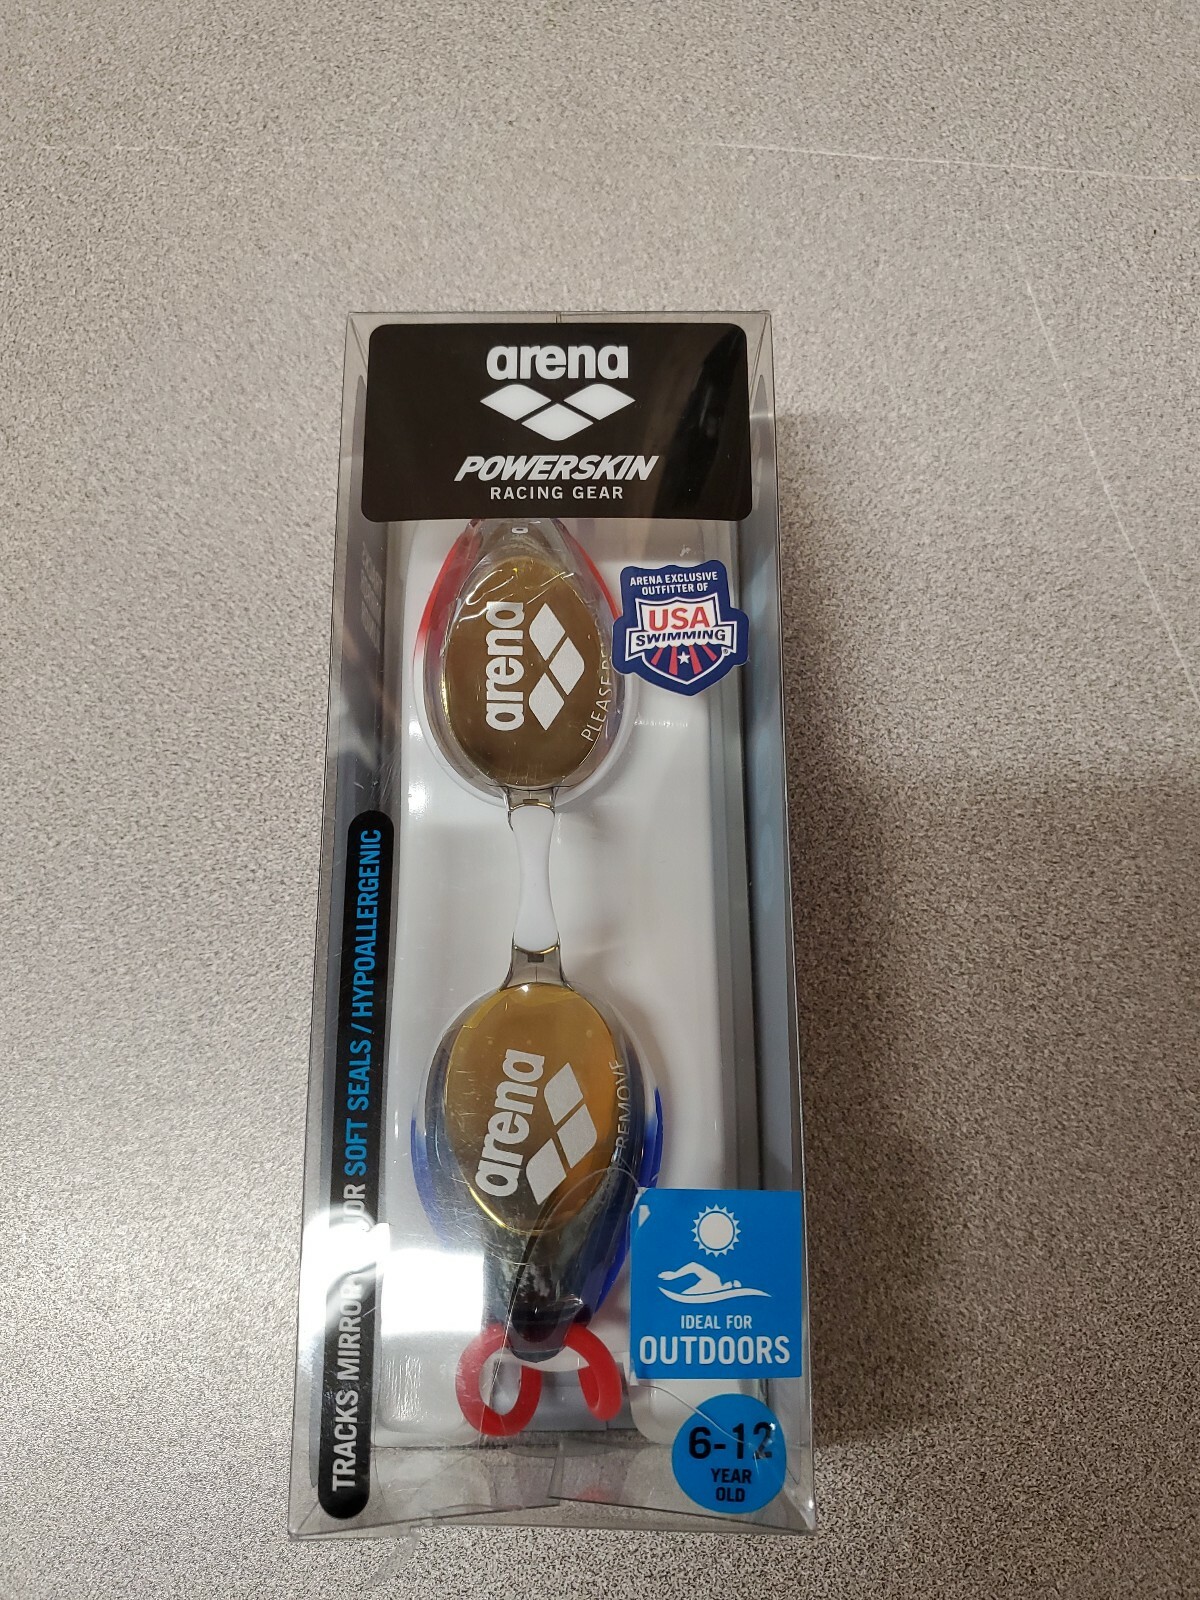 arena
POWERSKIN
RACING GEAR
ARENA EXCLUSIVE
OUTFITTER OF
USA
SWIMMING
arena
PLEASE
arena
REMOVE
TRACKS MIRROR SOFT SEALS / HYPOALLERGENIC
IDEAL FOR
OUTDOORS
6-12
YEAR
OLD